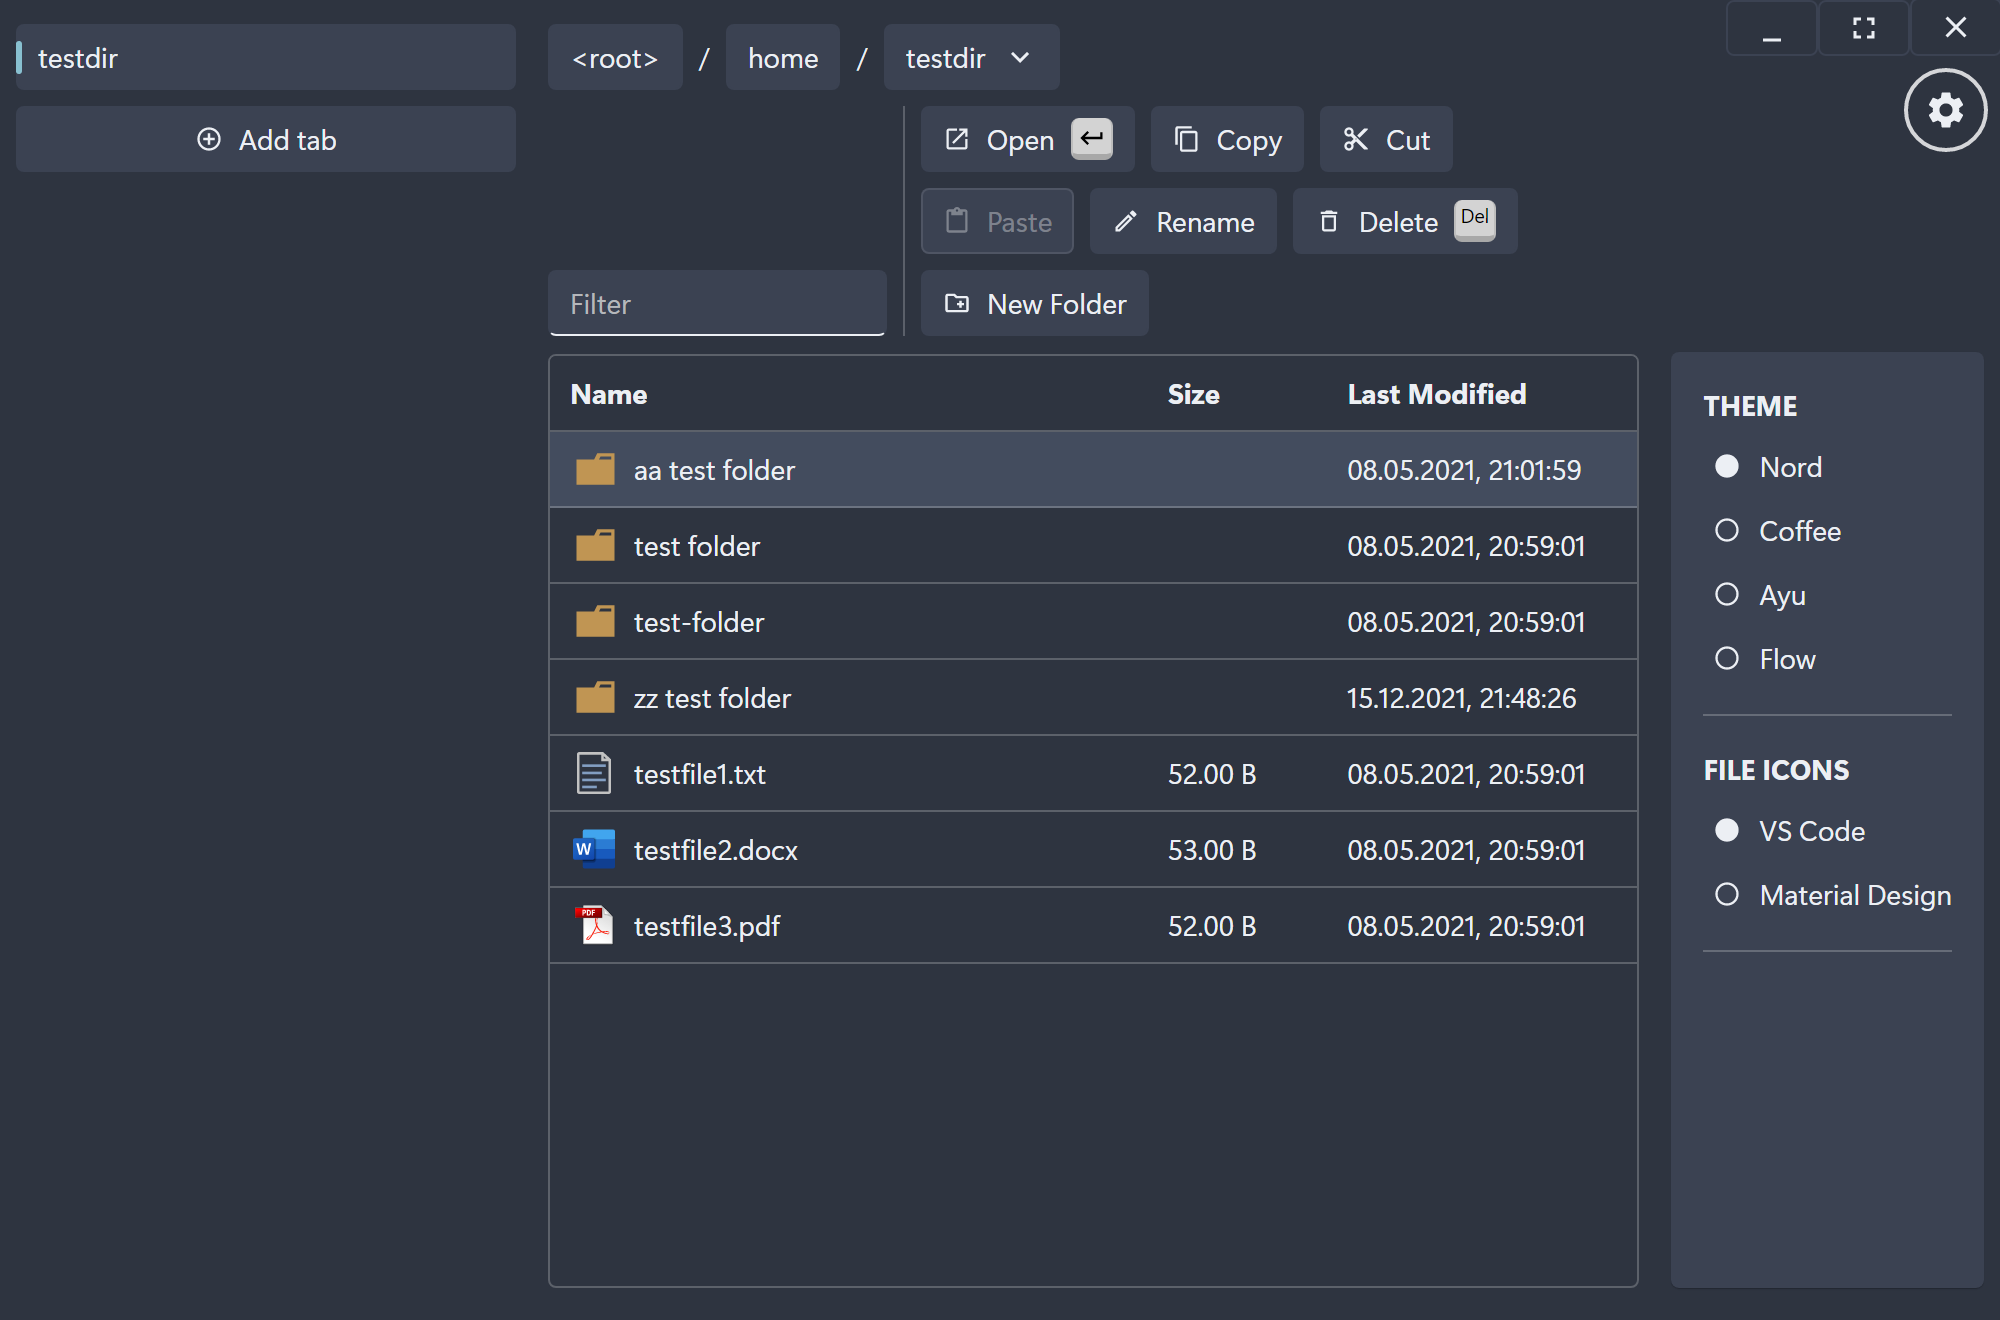 testdir
Add tab
<root> / home / testdir
Open Copy Cut
Paste Rename Delete Del
Filter New Folder
Name Size Last Modified
aa test folder 08.05.2021, 21:01:59
test folder 08.05.2021, 20:59:01
test-folder 08.05.2021, 20:59:01
zz test folder 15.12.2021, 21:48:26
testfile1.txt 52.00 B 08.05.2021, 20:59:01
W testfile2.docx 53.00 B 08.05.2021, 20:59:01
PDF testfile3.pdf 52.00 B 08.05.2021, 20:59:01
THEME
Nord
Coffee
Ayu
Flow
FILE ICONS
VS Code
Material Design